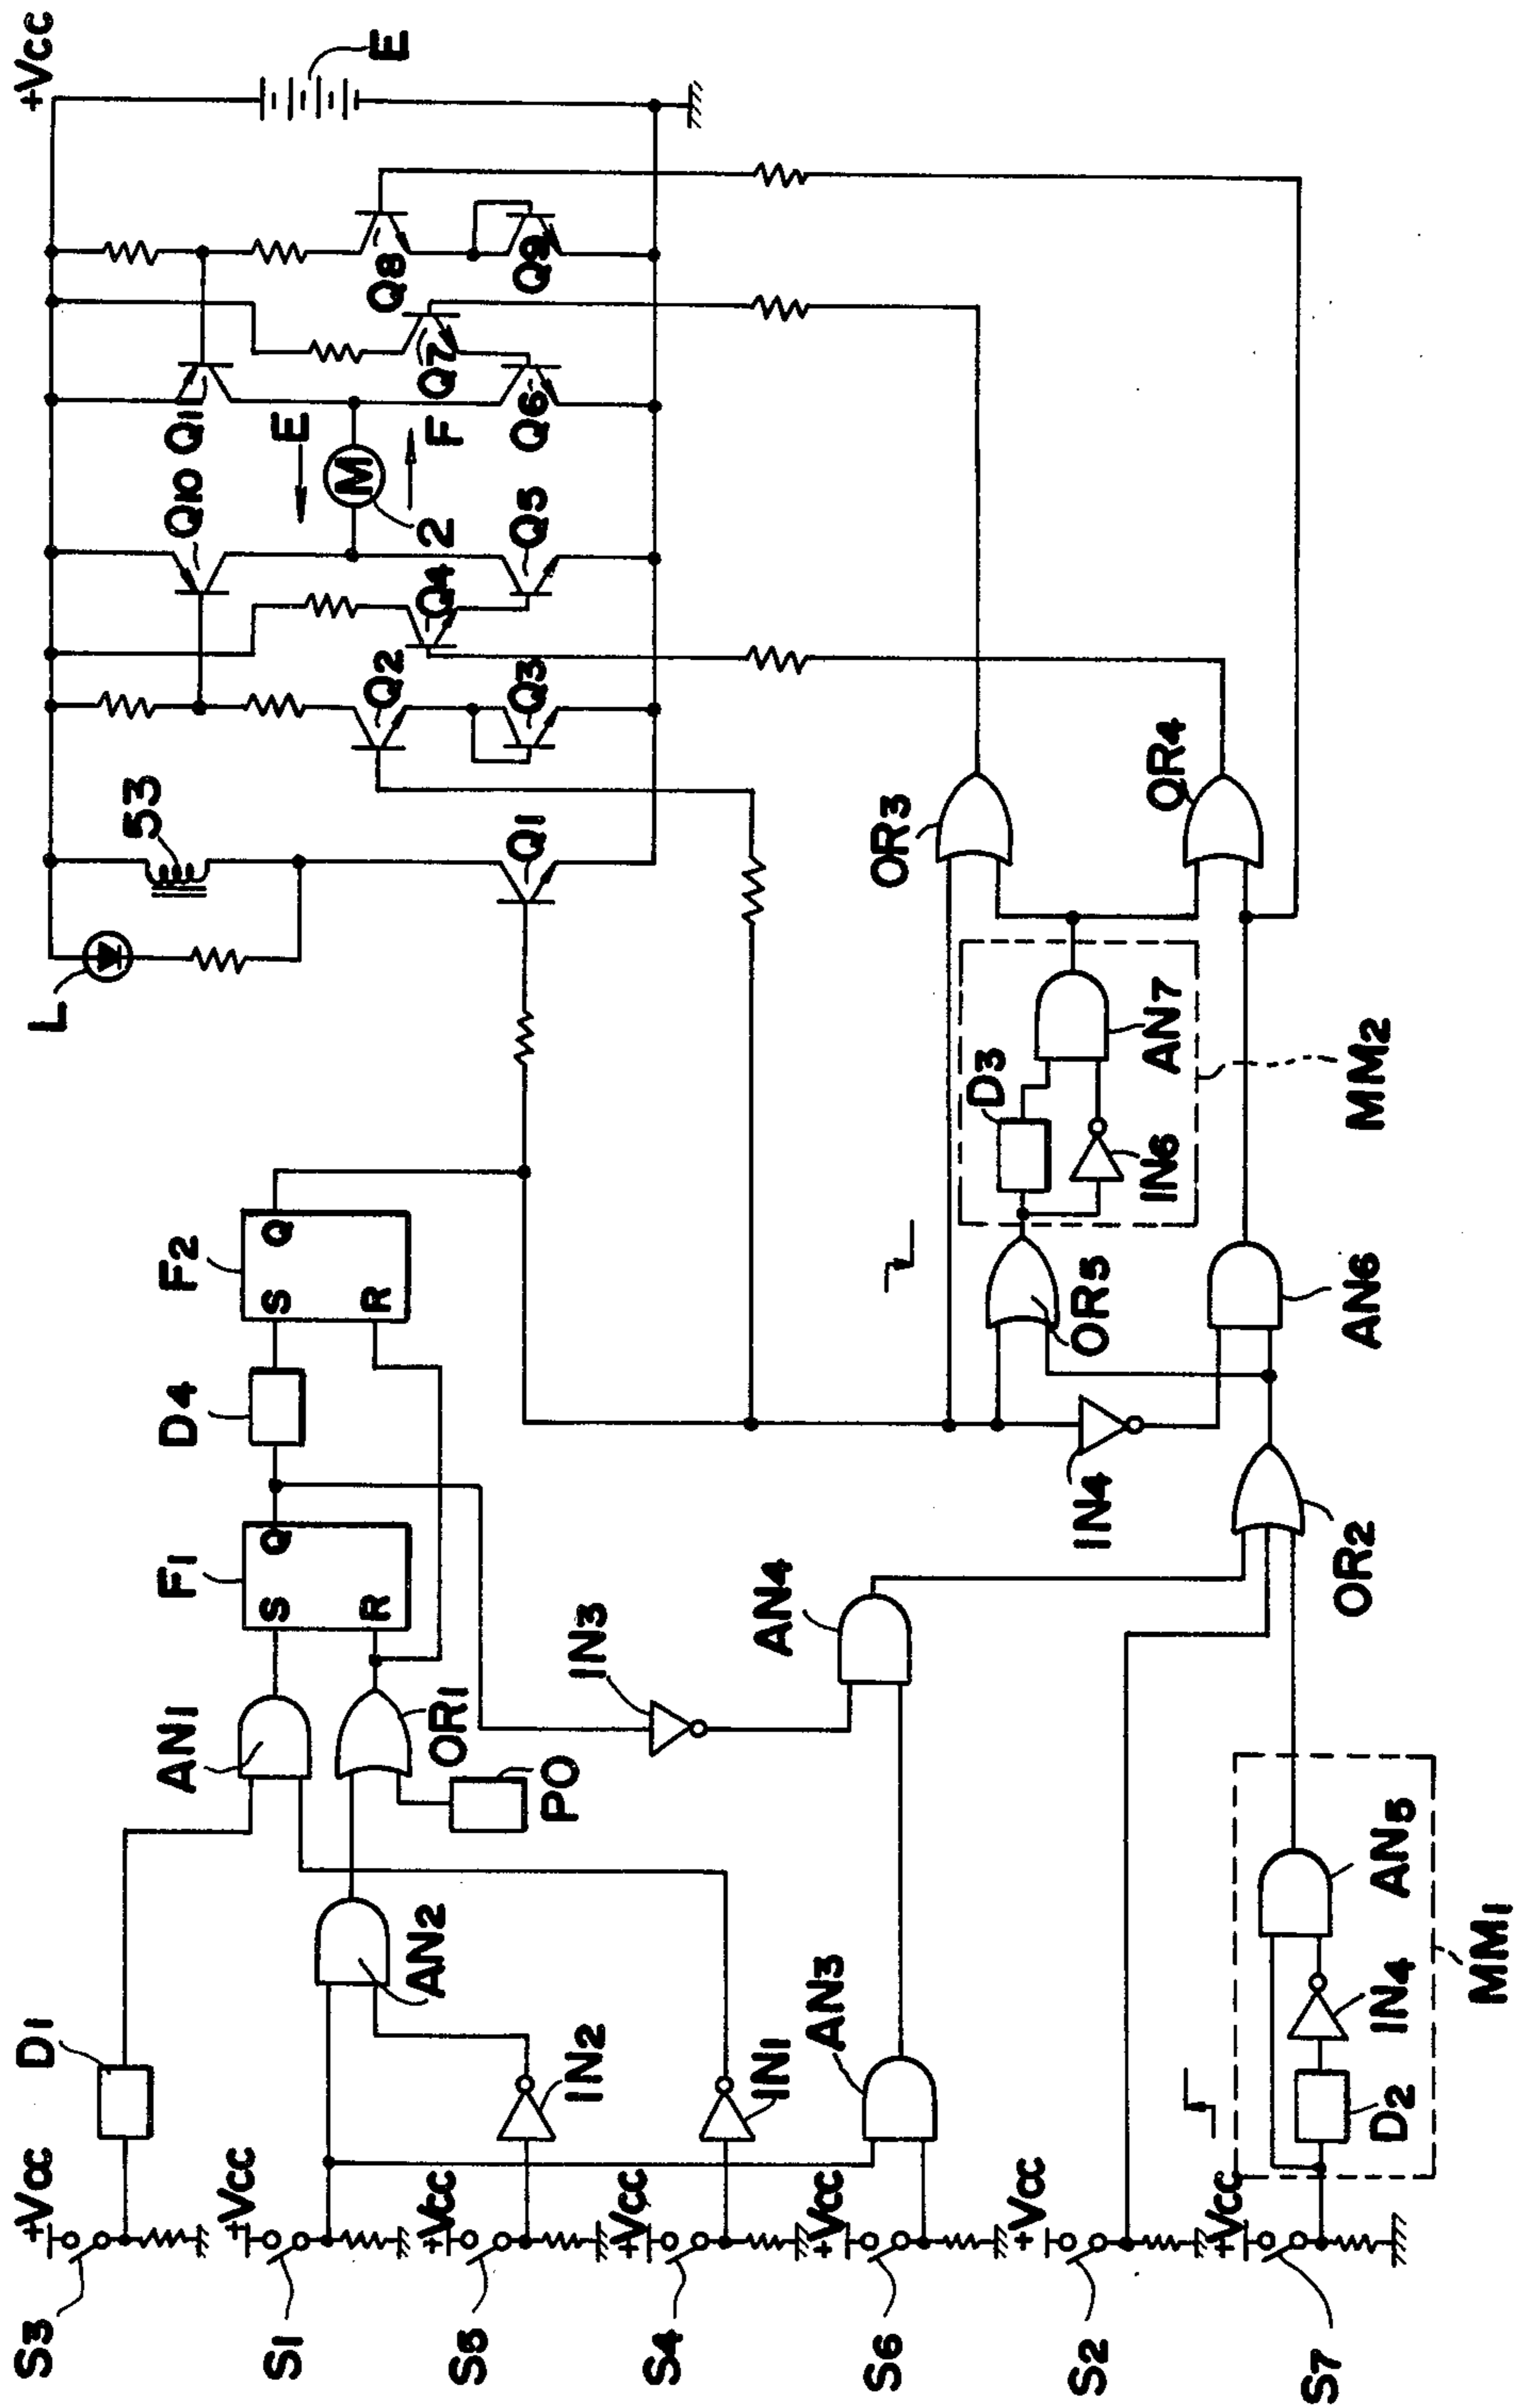 S3
+Vcc
D1
L
+Vcc
S1
+Vcc
AN1
F1
S
Q
R
D4
F2
S
Q
R
53
Q10
Q1
E
E
AN2
OR1
Q2
Q4
M
2
F
Q7
Q8
S5
+Vcc
IN2
PO
IN3
Q1
Q3
Q5
Q6
Q9
S4
+Vcc
IN1
AN4
S6
+Vcc
AN3
OR3
D3
OR5
IN6
AN7
S2
+Vcc
IN4
OR4
MM2
S7
+Vcc
D2
IN4
AN5
OR2
AN6
MM1